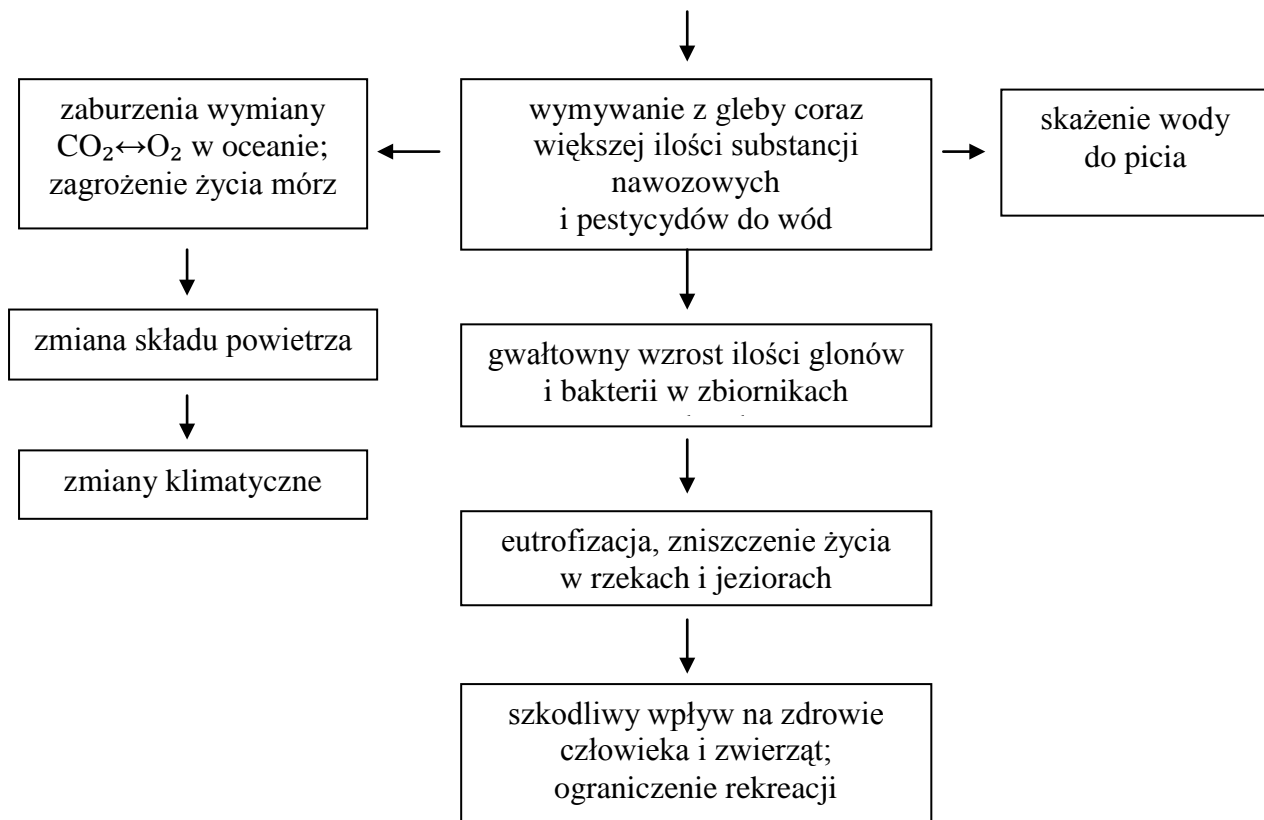 zaburzenia wymiany
CO₂↔O₂ w oceanie;
zagrożenie życia mórz
zmiana składu powietrza
zmiany klimatyczne
wymywanie z gleby coraz
większej ilości substancji
nawozowych
i pestycydów do wód
gwałtowny wzrost ilości glonów
i bakterii w zbiornikach
eutrofizacja, zniszczenie życia
w rzekach i jeziorach
szkodliwy wpływ na zdrowie
człowieka i zwierząt;
ograniczenie rekreacji
skażenie wody
do picia